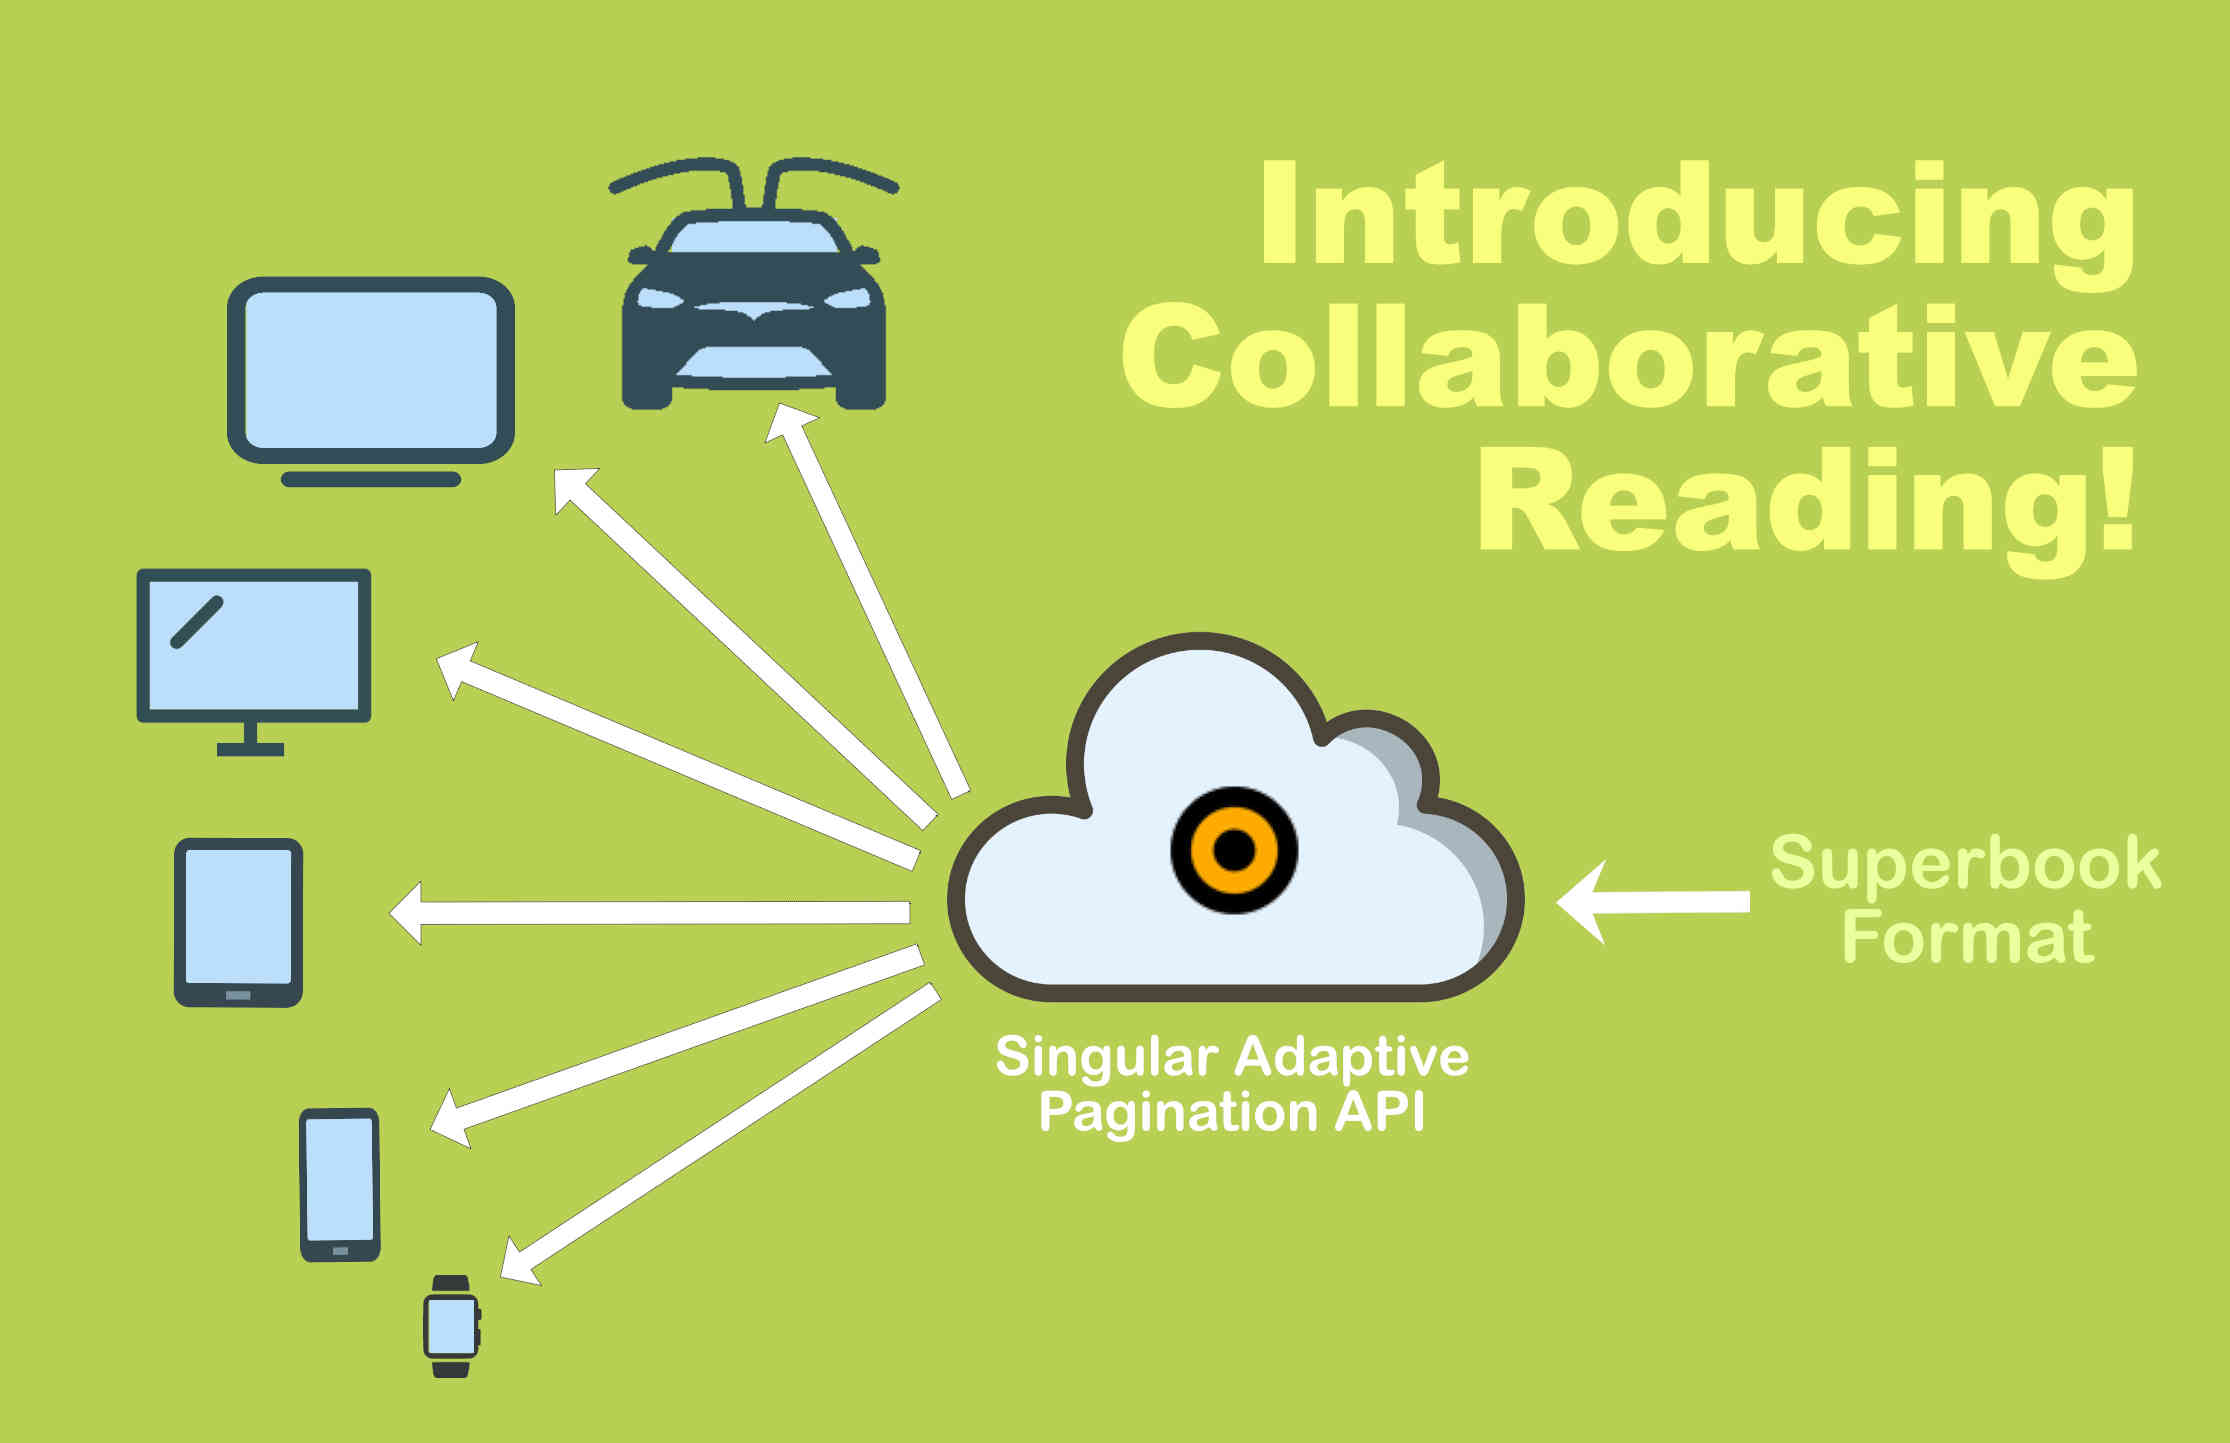 Introducing
Collaborative
Reading!
Superbook
Format
Singular Adaptive
Pagination API